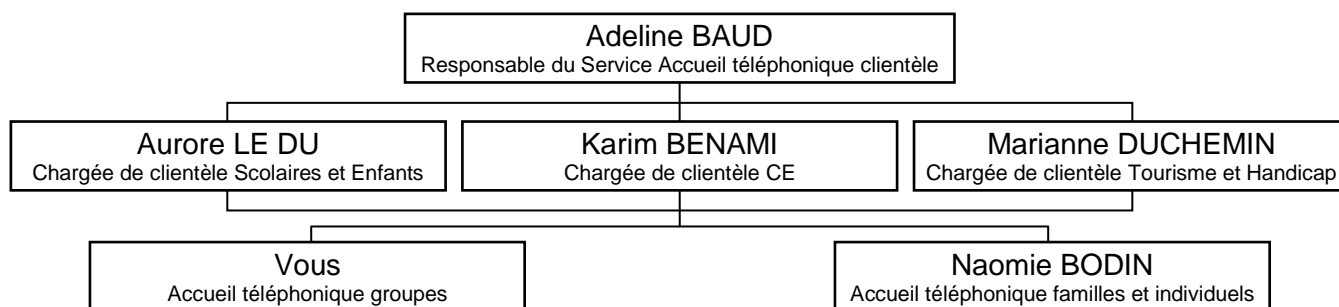 Adeline BAUD
Responsable du Service Accueil téléphonique clientèle
Aurore LE DU
Chargée de clientèle Scolaires et Enfants
Karim BENAMI
Chargée de clientèle CE
Marianne DUCHEMIN
Chargée de clientèle Tourisme et Handicap
Vous
Accueil téléphonique groupes
Naomie BODIN
Accueil téléphonique familles et individuels